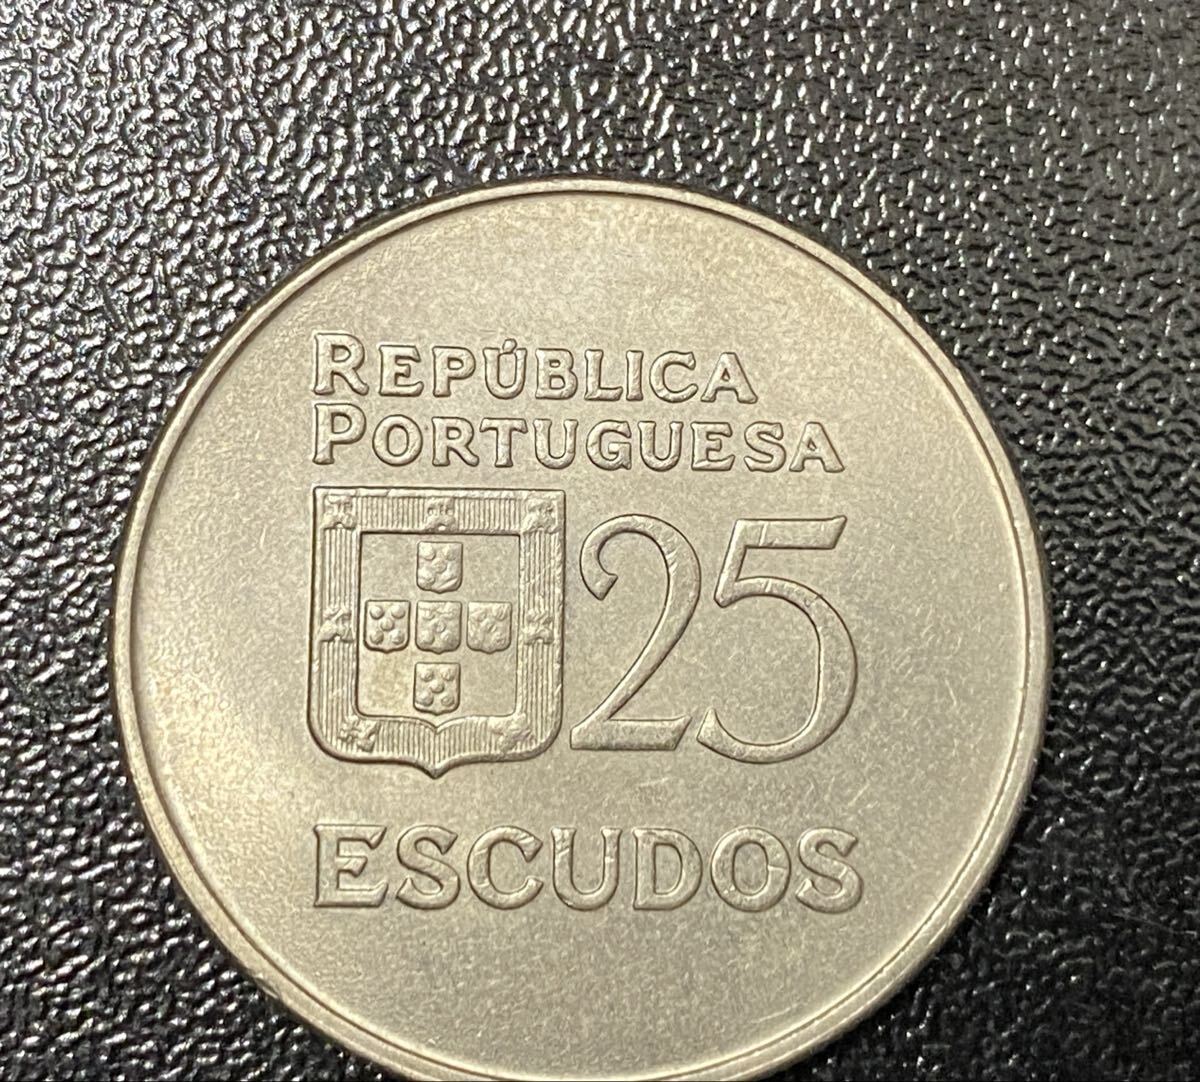 REPÚBLICA
PORTUGUESA
25
ESCUDOS